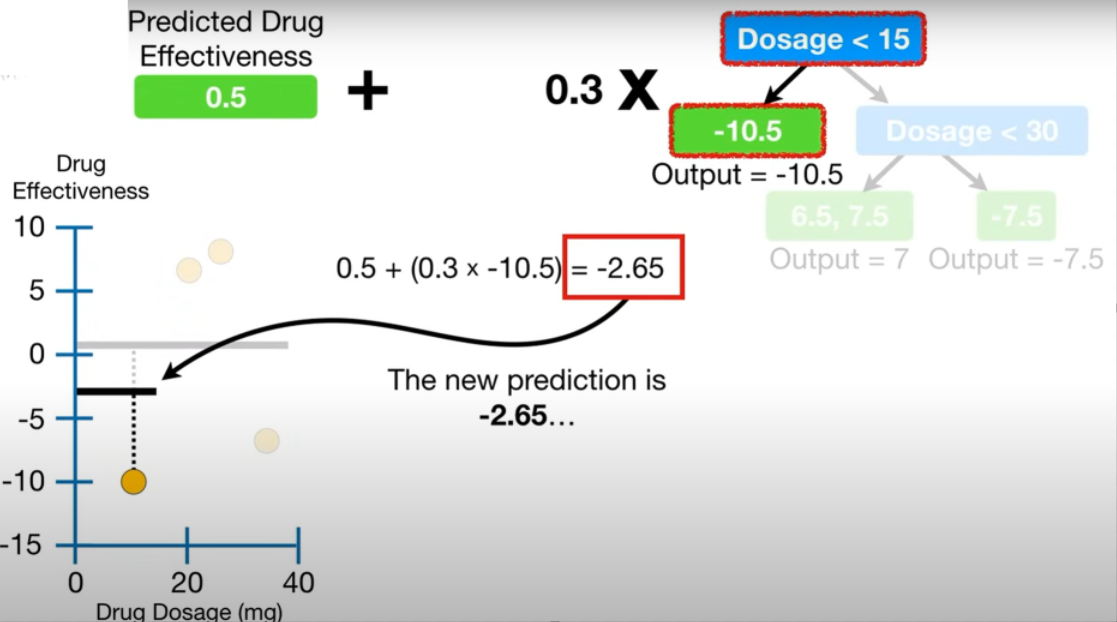 Predicted Drug
Effectiveness
0.5
+
0.3 X
Dosage < 15
-10.5
Output = -10.5
Dosage < 30
6.5, 7.5
-7.5
Output = 7
Output = -7.5
Drug
Effectiveness
10
5
0
-5
-10
-15
0
20
40
Drug Dosage (mg)
0.5 + (0.3 x -10.5) = -2.65
The new prediction is
-2.65…